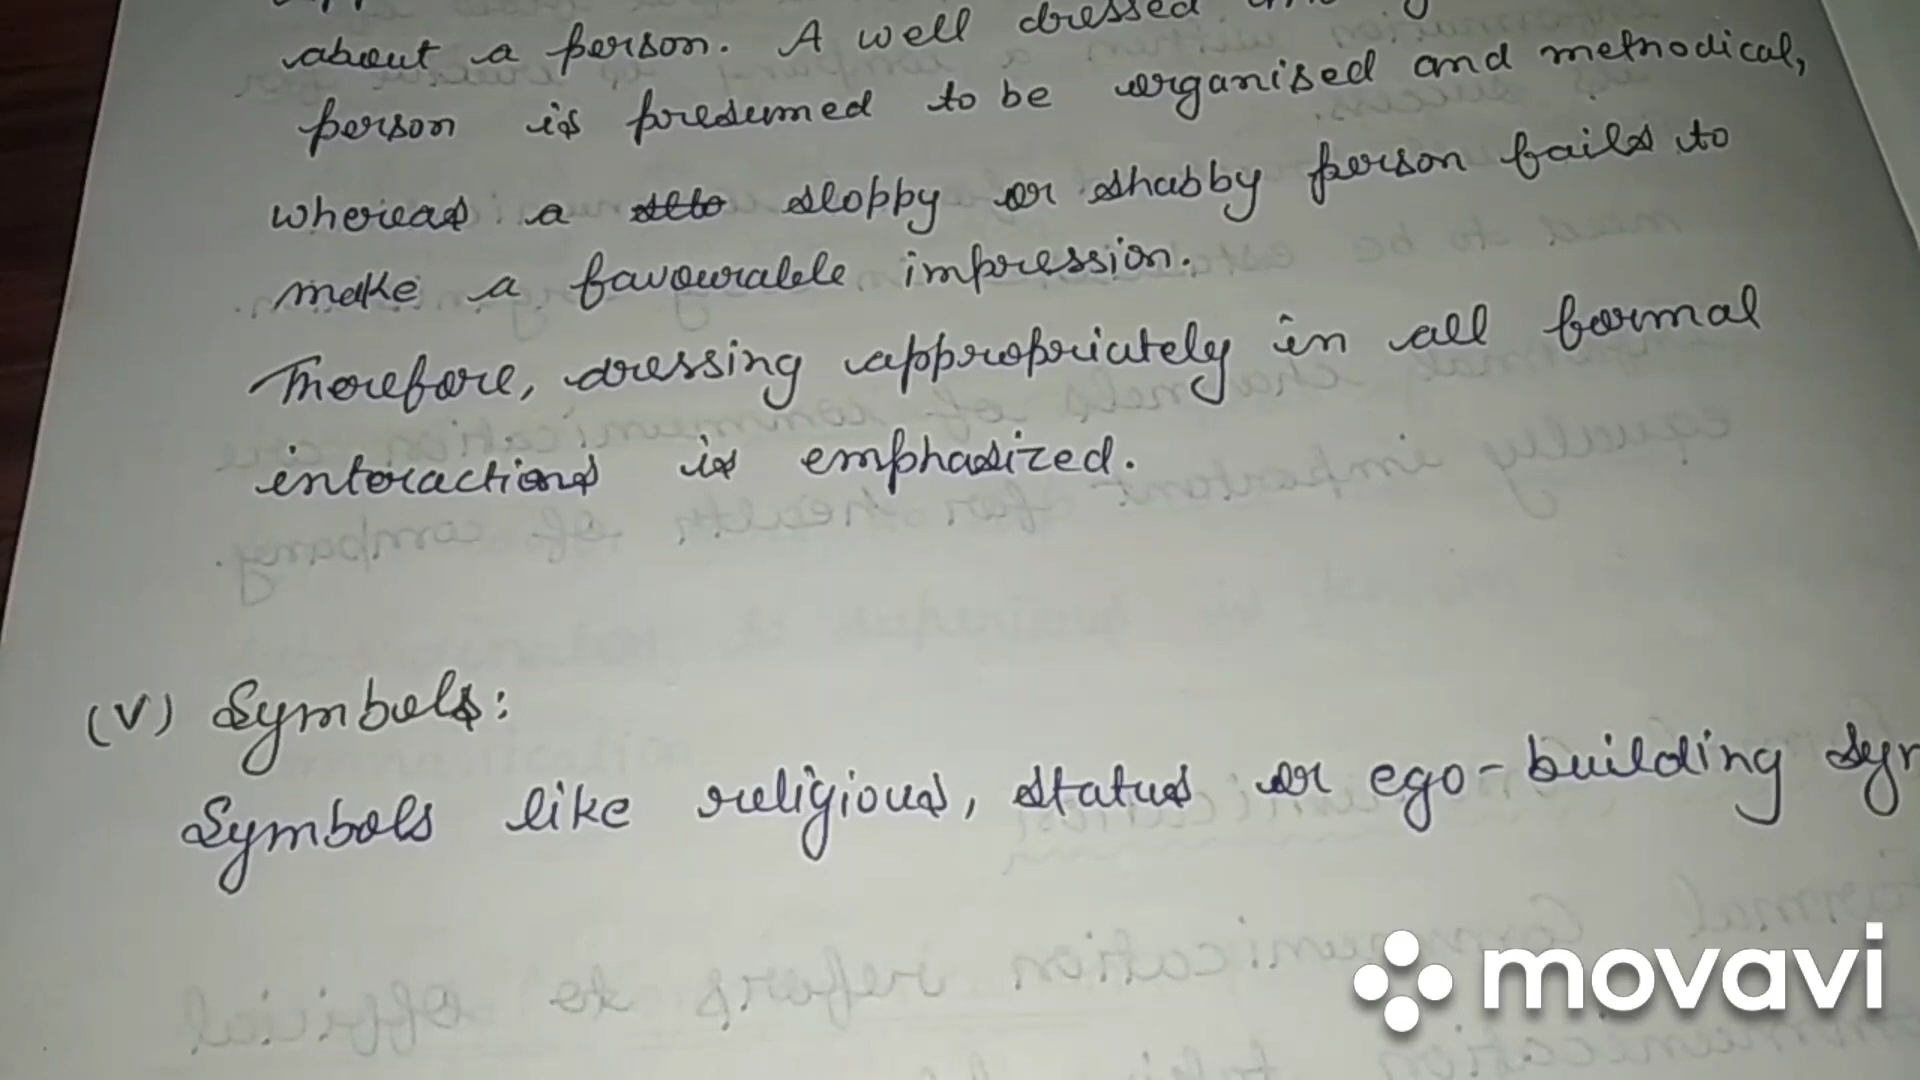 about a person. A well dressed
person is presumed to be organised and methodical,
whereas a sloppy or shabby person fails to
make a favourable impression.
Therefore, dressing appropriately in all formal
interactions is emphasized.
(V) Symbols:
Symbols like religious, status or ego-building sym
movavi